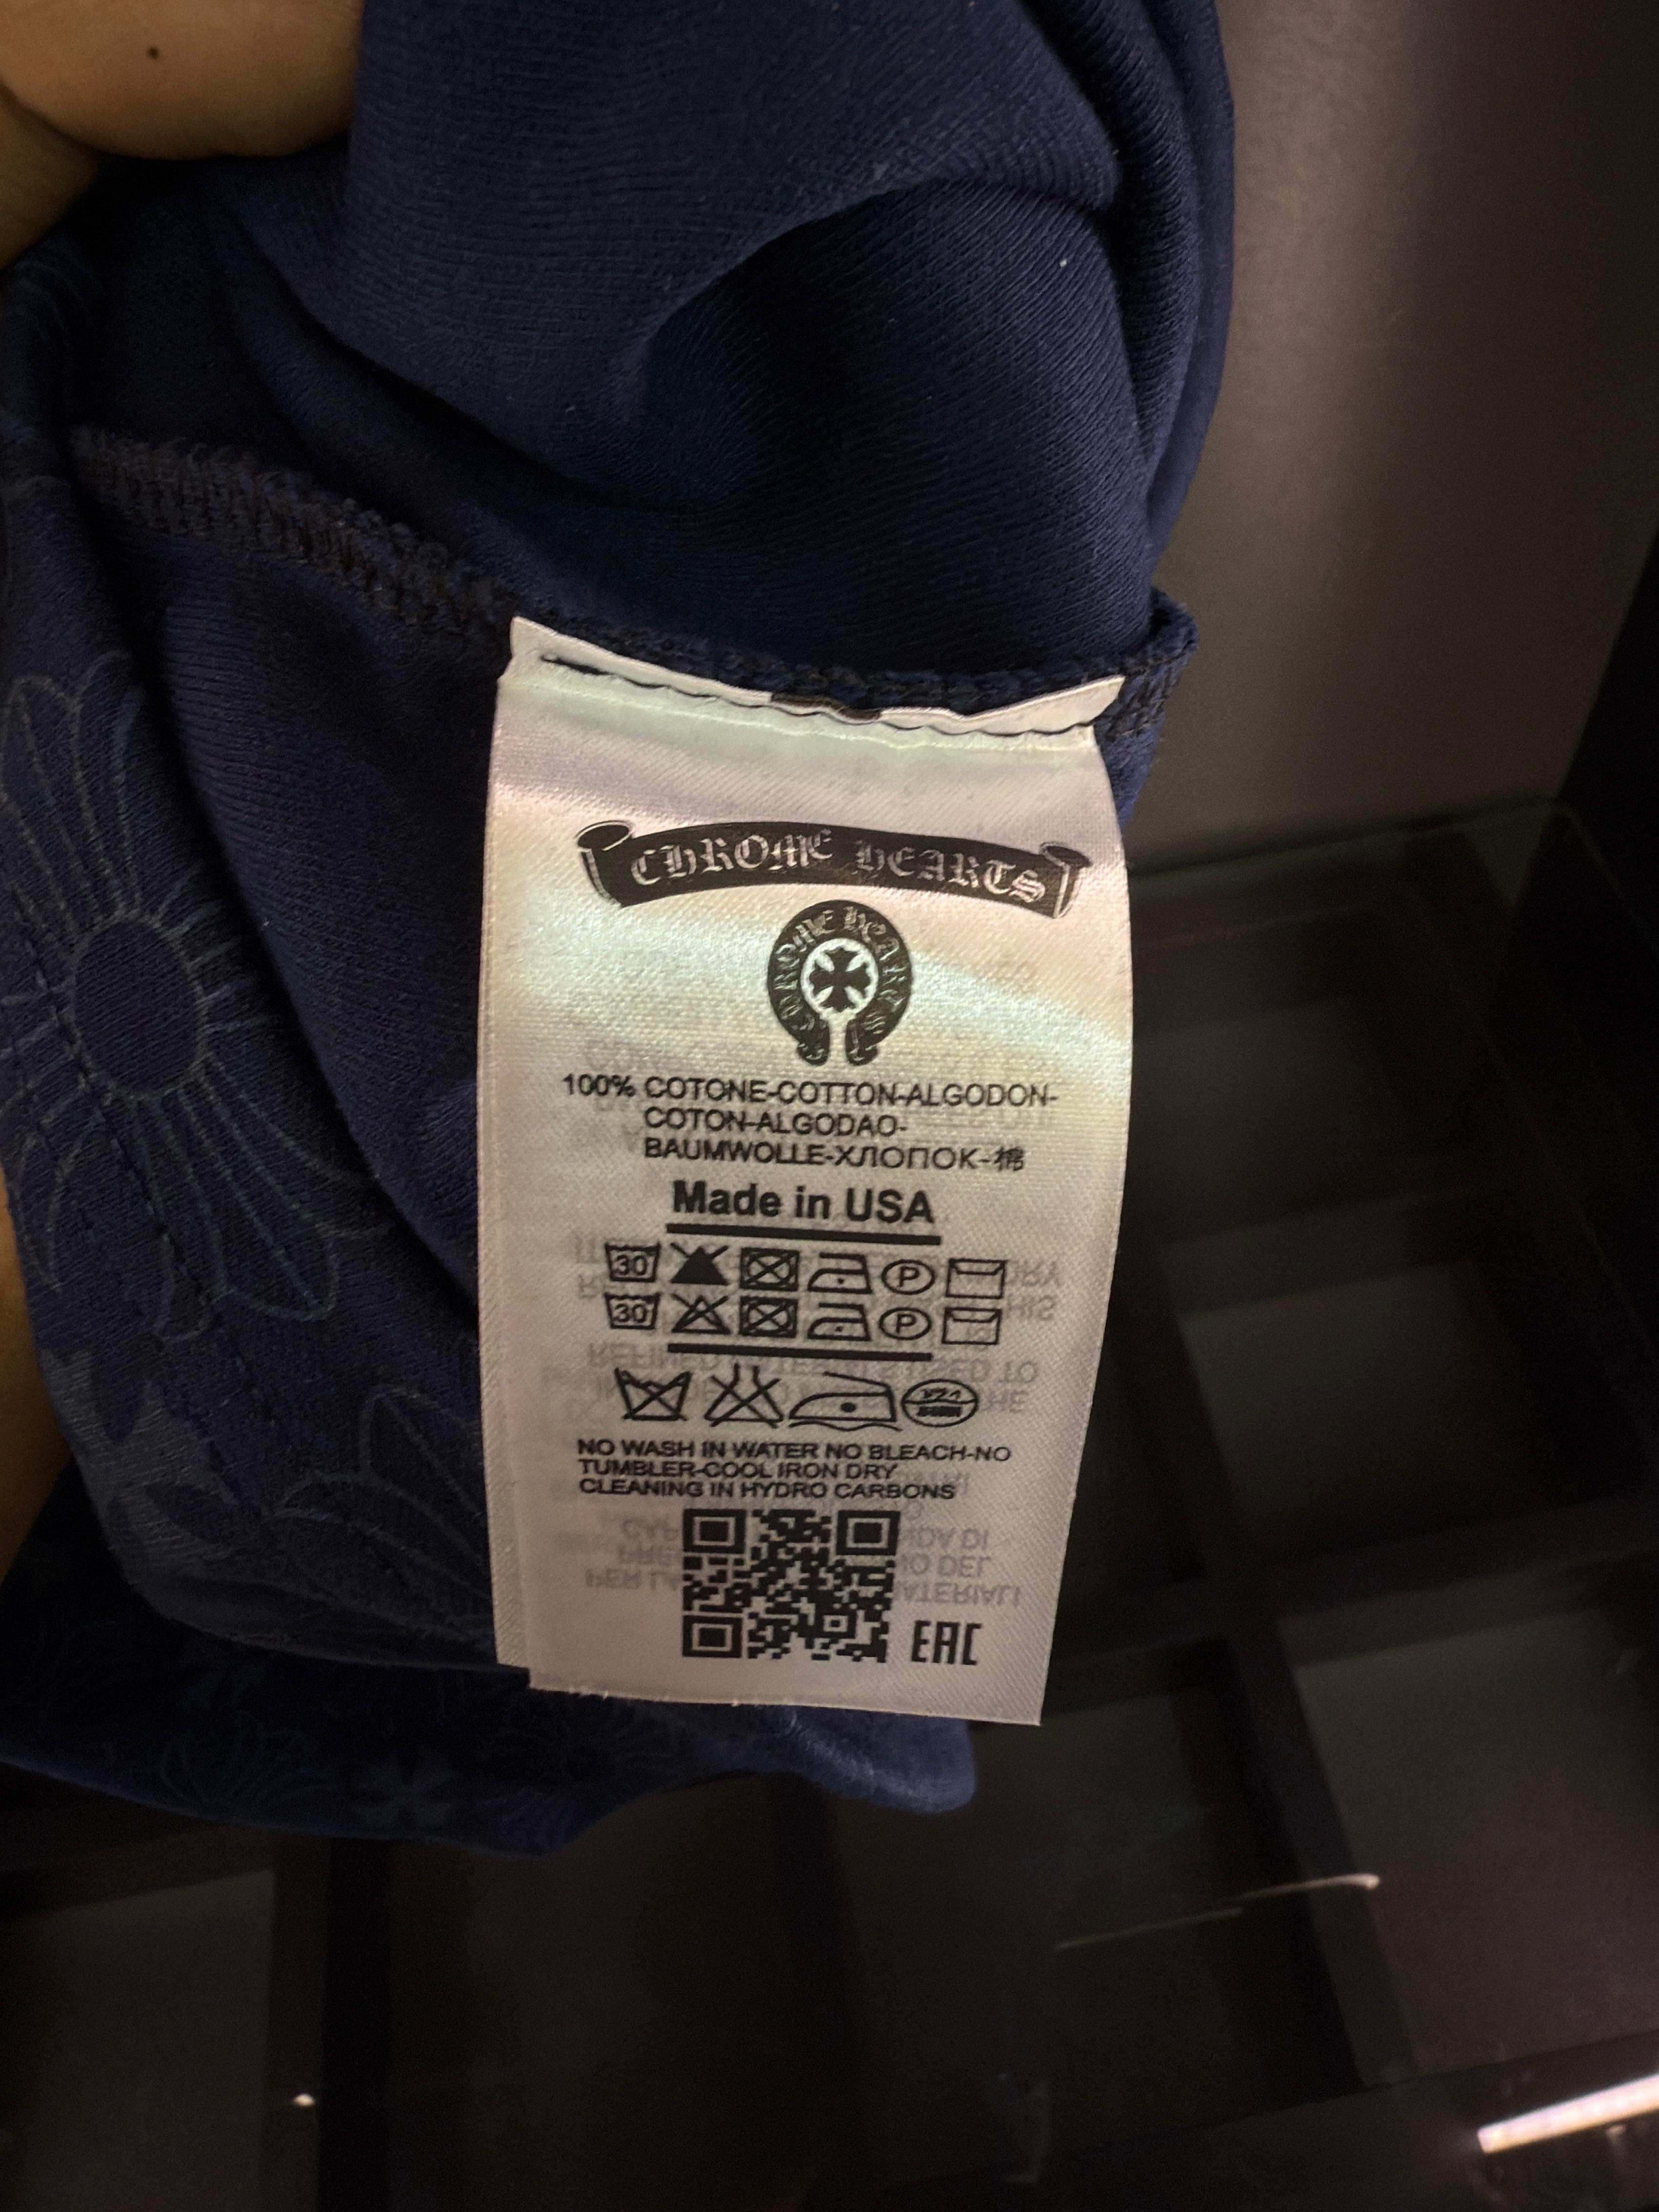 CHROME HEARTS
CHROME HEARTS
100% COTONE-COTTON-ALGODON-
COTON-ALGODAO-
BAUMWOLLE-ХЛОПОК-棉
Made in USA
30 P
30 P
NO WASH IN WATER NO BLEACH-NO
TUMBLER-COOL IRON DRY
CLEANING IN HYDRO CARBONS
EAC